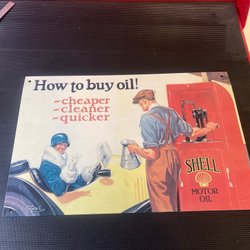 How to buy oil!
~cheaper
~cleaner
~quicker
SHELL
MOTOR
OIL